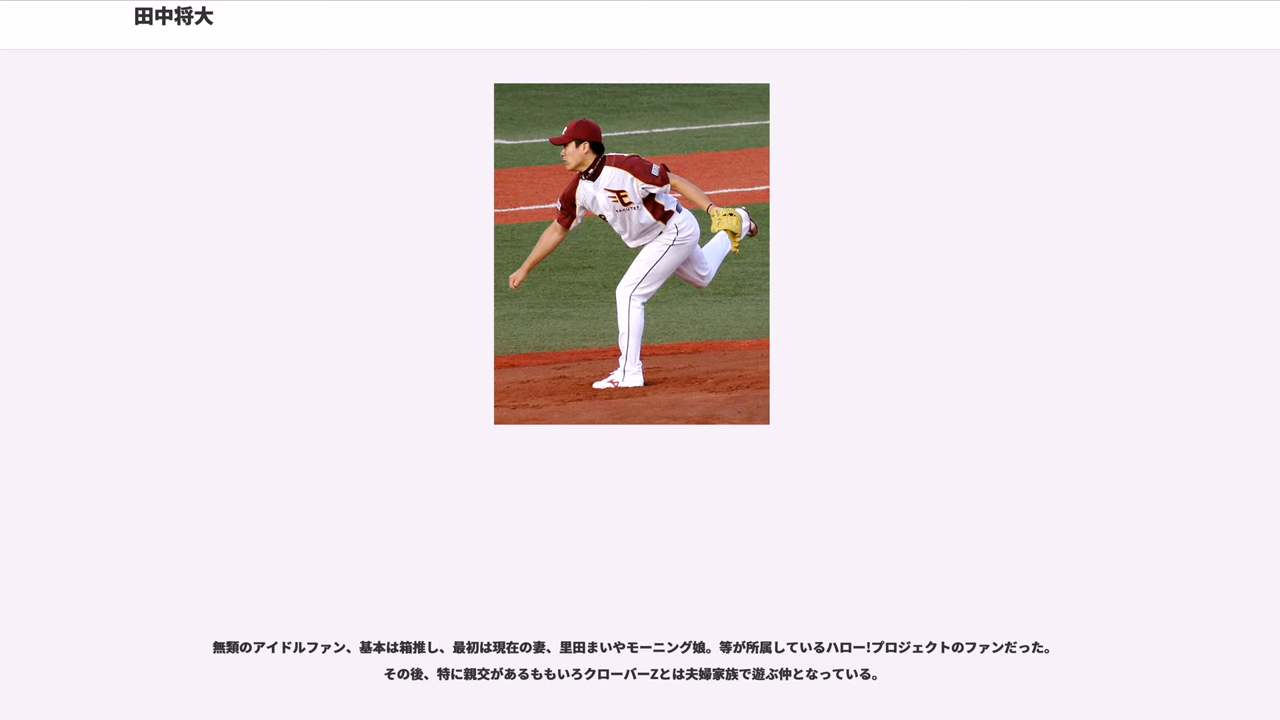 田中将大
無類のアイドルファン、基本は箱推し、最初は現在の妻、里田まいやモーニング娘。等が所属しているハロー!プロジェクトのファンだった。
その後、特に親交があるももいろクローバーZとは夫婦家族で遊ぶ仲となっている。